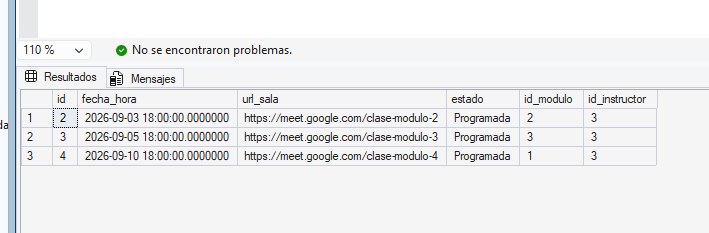 110 %
No se encontraron problemas.
Resultados Mensajes
id fecha_hora url_sala estado id_modulo id_instructor
1 2 2026-09-03 18:00:00.0000000 https://meet.google.com/clase-modulo-2 Programada 2 3
2 3 2026-09-05 18:00:00.0000000 https://meet.google.com/clase-modulo-3 Programada 3 3
3 4 2026-09-10 18:00:00.0000000 https://meet.google.com/clase-modulo-4 Programada 1 3